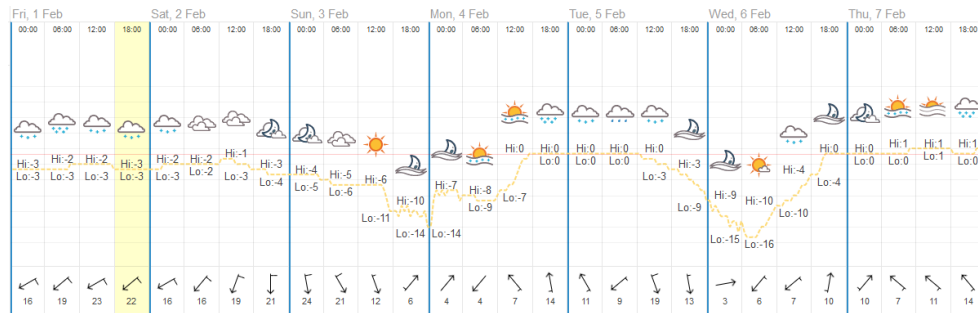 Fri, 1 Feb Sat, 2 Feb Sun, 3 Feb Mon, 4 Feb Tue, 5 Feb Wed, 6 Feb Thu, 7 Feb
00:00 06:00 12:00 18:00 00:00 06:00 12:00 18:00 00:00 06:00 12:00 18:00 00:00 06:00 12:00 18:00 00:00 06:00 12:00 18:00 00:00 06:00 12:00 18:00 00:00 06:00 12:00 18:00
Hi:-3 Hi:-2 Hi:-2 Hi:-3 Hi:-2 Hi:-2 Hi:-1 Hi:-3 Hi:-4 Hi:-5 Hi:-6 Hi:-10 Hi:-7 Hi:-8 Hi:0 Hi:0 Hi:0 Hi:0 Hi:0 Hi:-3 Hi:-9 Hi:-10 Hi:-4 Hi:0 Hi:0 Hi:1 Hi:1 Hi:1
Lo:-3 Lo:-3 Lo:-3 Lo:-3 Lo:-3 Lo:-2 Lo:-3 Lo:-4 Lo:-5 Lo:-6 Lo:-11 Lo:-14 Lo:-14 Lo:-9 Lo:-7 Lo:0 Lo:0 Lo:0 Lo:-3 Lo:-9 Lo:-15 Lo:-16 Lo:-10 Lo:-4 Lo:0 Lo:0 Lo:1 Lo:0
16 19 23 22 16 16 19 21 24 21 12 6 4 4 7 14 11 9 19 13 3 6 7 10 10 7 11 14